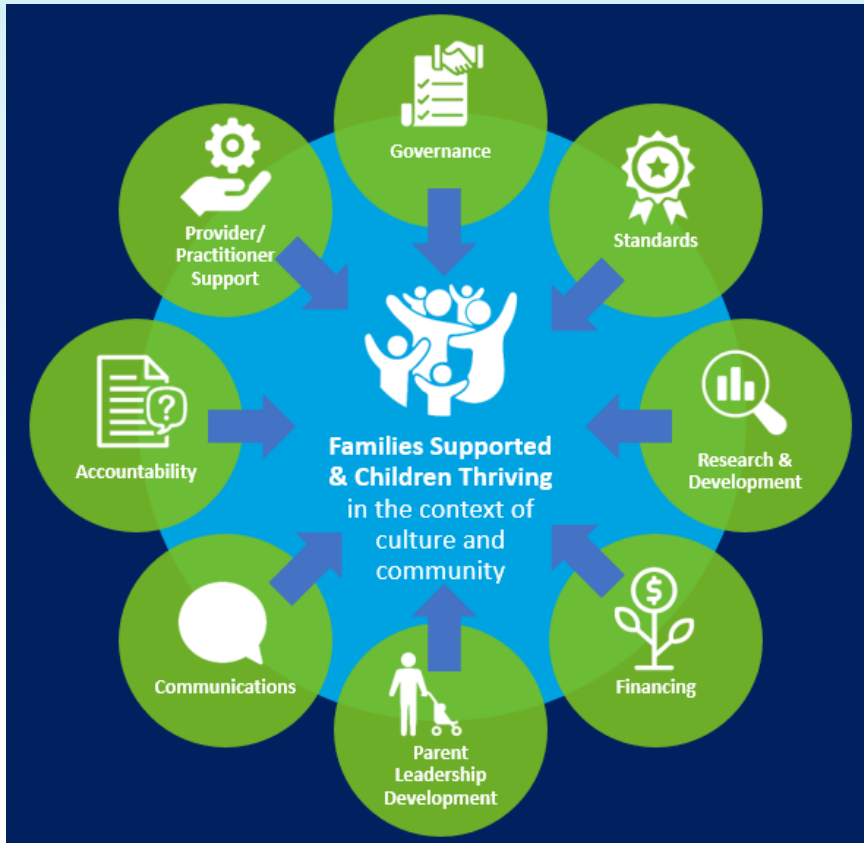 Governance
Standards
Research &
Development
$
Financing
Parent
Leadership
Development
Communications
?
Accountability
Provider/
Practitioner
Support
Families Supported
& Children Thriving
in the context of
culture and
community